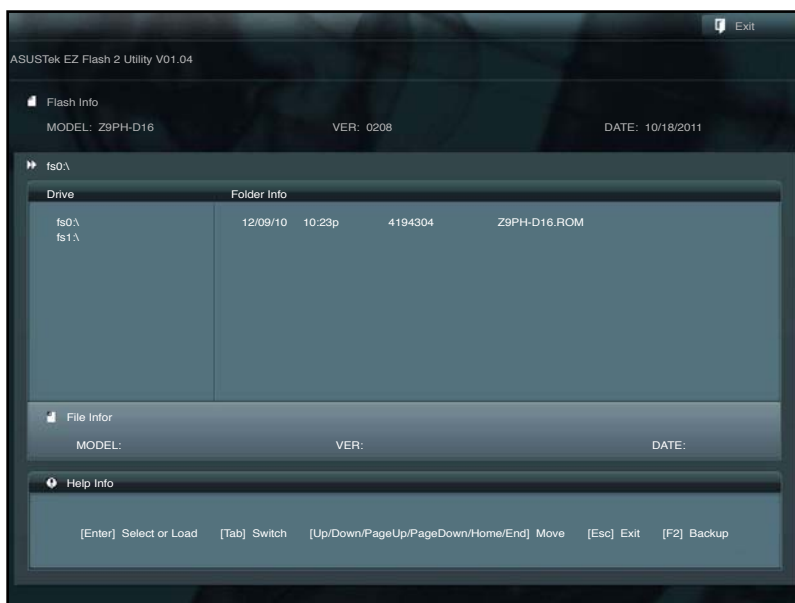 Exit
ASUSTek EZ Flash 2 Utility V01.04
Flash Info
MODEL: Z9PH-D16 VER: 0208 DATE: 10/18/2011
fs0:\
Drive Folder Info
fs0:\ 12/09/10 10:23p 4194304 Z9PH-D16.ROM
fs1:\
File Infor
MODEL: VER: DATE:
Help Info
[Enter] Select or Load [Tab] Switch [Up/Down/PageUp/PageDown/Home/End] Move [Esc] Exit [F2] Backup